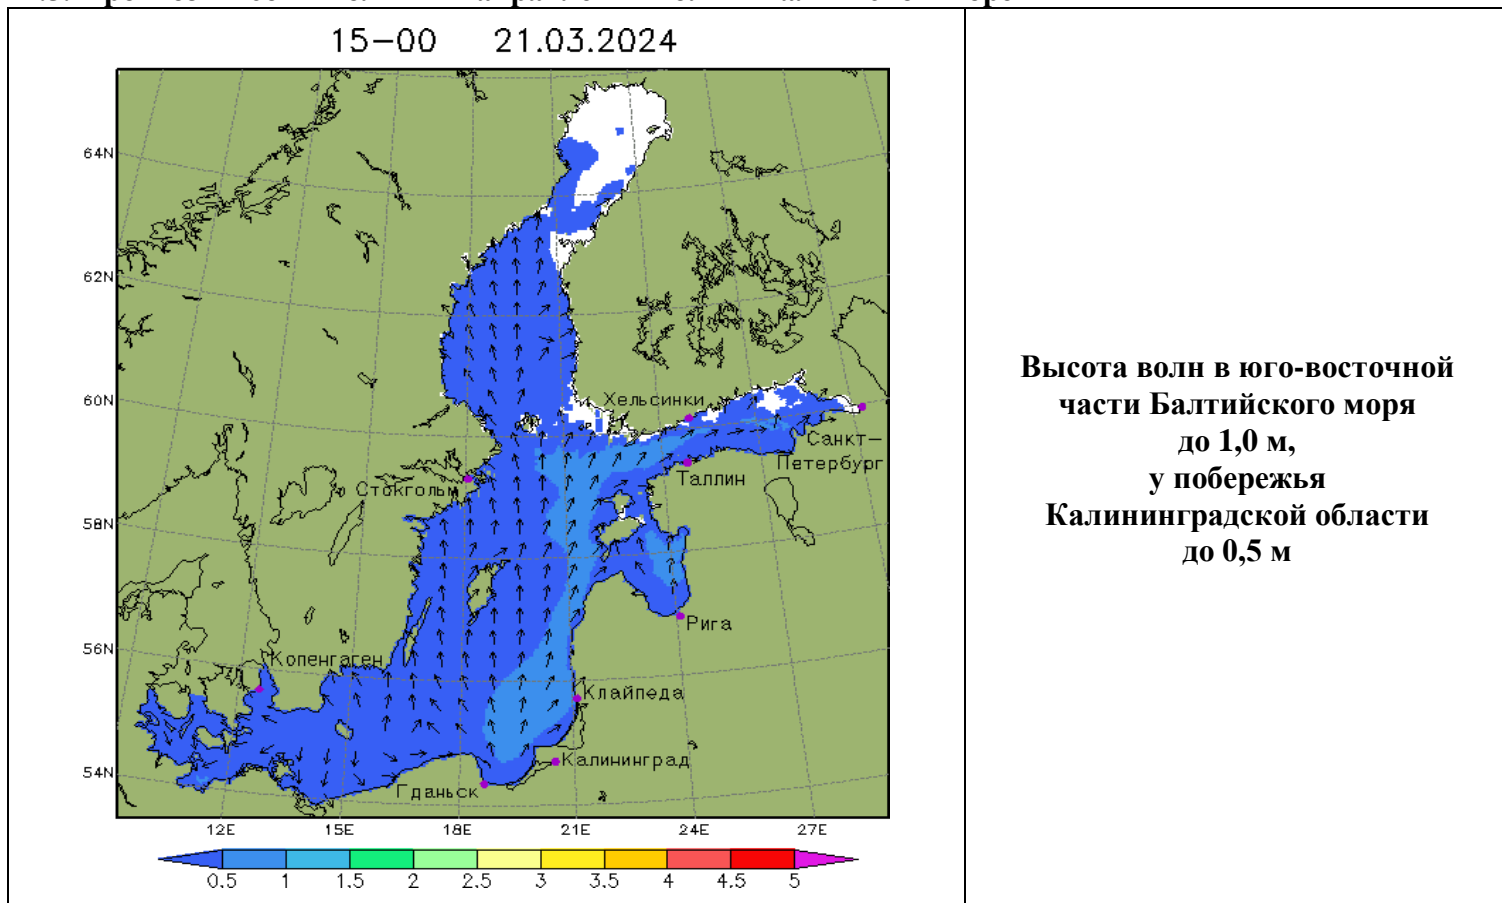 15-00 21.03.2024
64N
62N
60N
58N
56N
54N
Хельсинки
Санкт-
Петербург
Таллин
Стокгольм
Рига
Копенгаген
Клайпеда
Калининград
Гданьск
12E 15E 18E 21E 24E 27E
0.5 1 1.5 2 2.5 3 3.5 4 4.5 5
Высота волн в юго-восточной
части Балтийского моря
до 1,0 м,
у побережья
Калининградской области
до 0,5 м